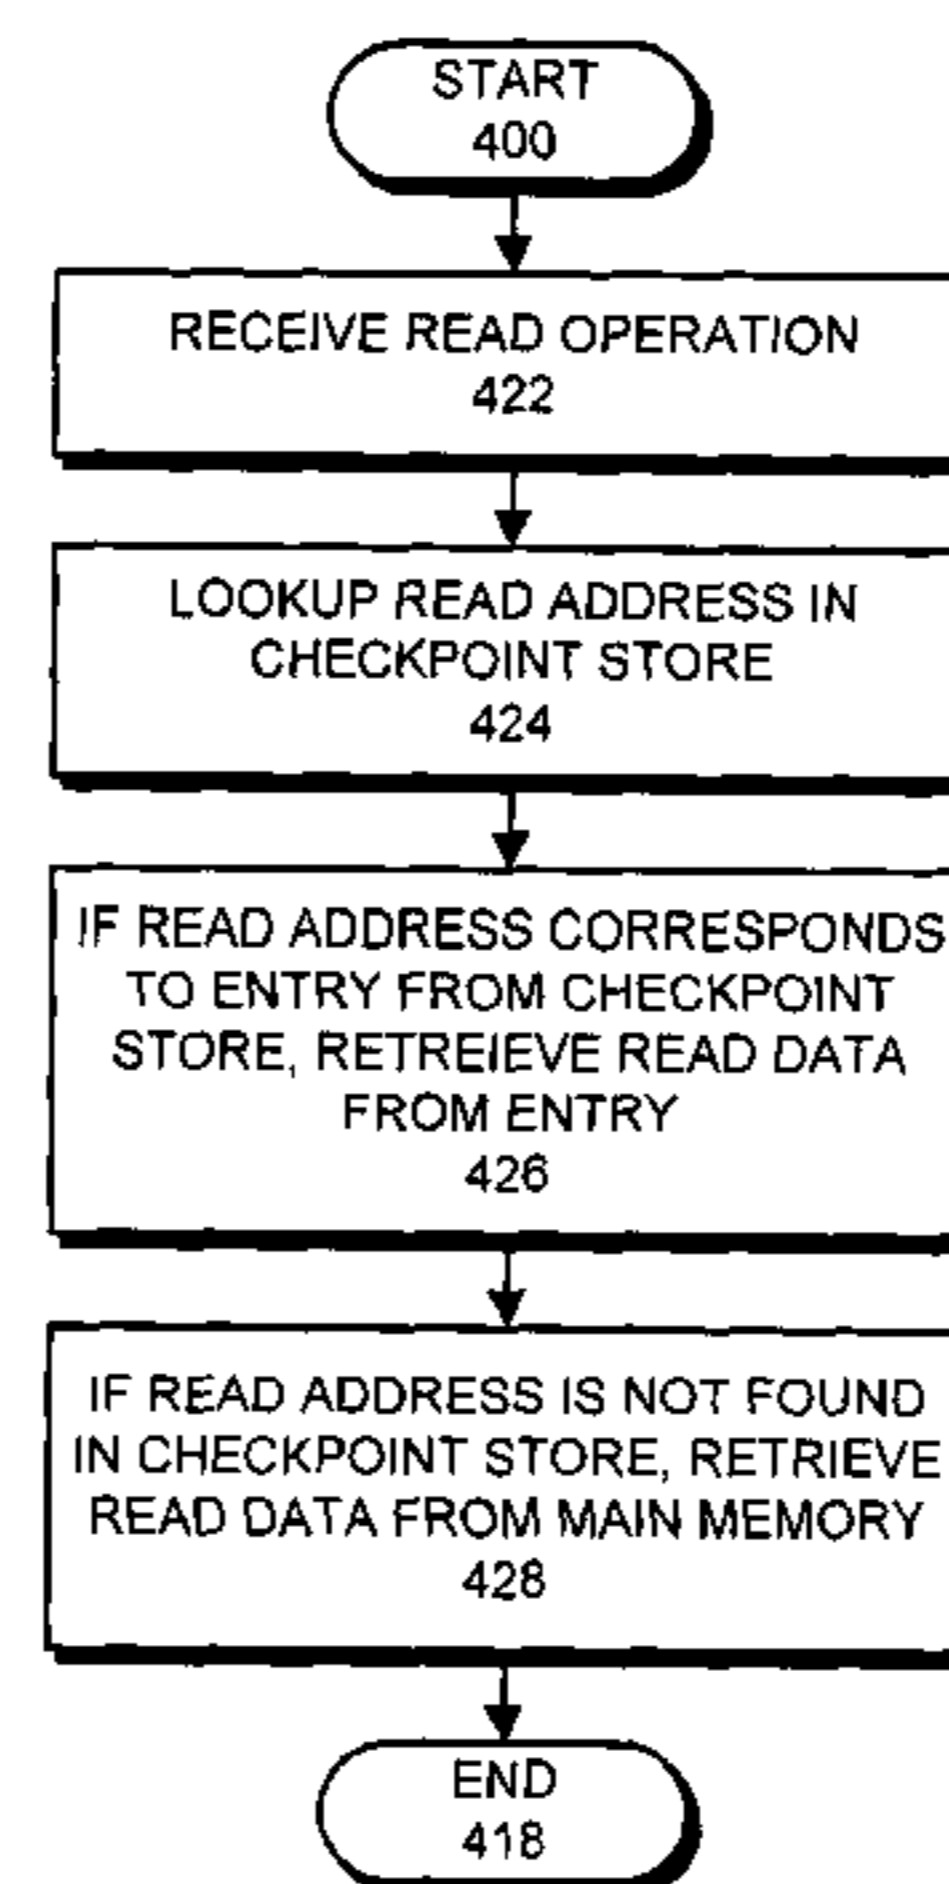 START
400
RECEIVE READ OPERATION
422
LOOKUP READ ADDRESS IN
CHECKPOINT STORE
424
IF READ ADDRESS CORRESPONDS
TO ENTRY FROM CHECKPOINT
STORE, RETREIEVE READ DATA
FROM ENTRY
426
IF READ ADDRESS IS NOT FOUND
IN CHECKPOINT STORE, RETRIEVE
READ DATA FROM MAIN MEMORY
428
END
418